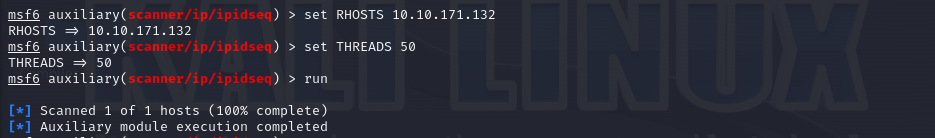 msf6 auxiliary(scanner/ip/ipidseq) > set RHOSTS 10.10.171.132
RHOSTS => 10.10.171.132
msf6 auxiliary(scanner/ip/ipidseq) > set THREADS 50
THREADS => 50
msf6 auxiliary(scanner/ip/ipidseq) > run
[*] Scanned 1 of 1 hosts (100% complete)
[*] Auxiliary module execution completed
KALI LINUX